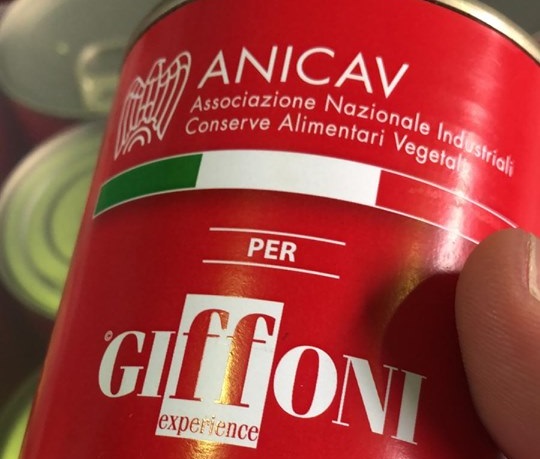 ANICAV
Associazione Nazionale Industriali
Conserve Alimentari Vegetali
PER
© GIffONI
experience